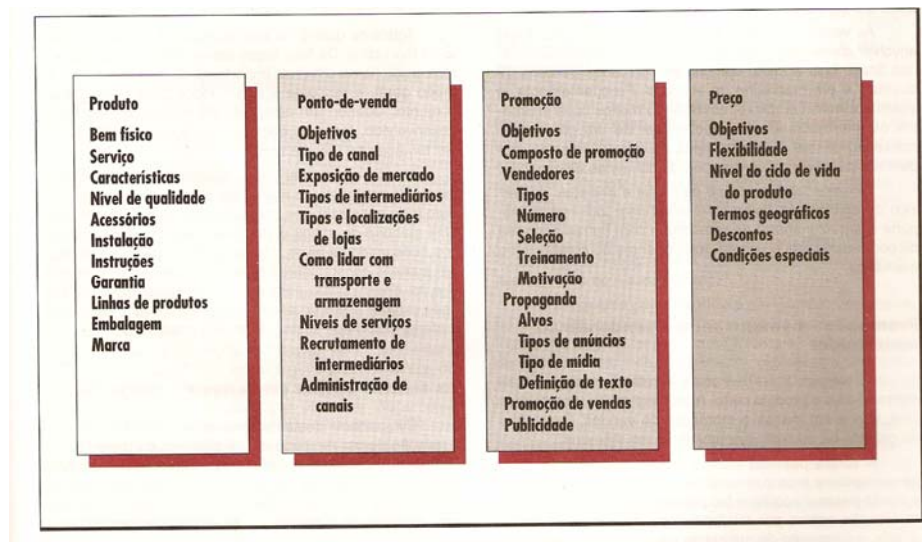 Produto
Bem físico
Serviço
Características
Nível de qualidade
Acessórios
Instalação
Instruções
Garantia
Linhas de produtos
Embalagem
Marca
Ponto-de-venda
Objetivos
Tipo de canal
Exposição de mercado
Tipos de intermediários
Tipos e localizações
de lojas
Como lidar com
transporte e
armazenagem
Níveis de serviços
Recrutamento de
intermediários
Administração de
canais
Promoção
Objetivos
Composto de promoção
Vendedores
Tipos
Número
Seleção
Treinamento
Motivação
Propaganda
Alvos
Tipos de anúncios
Tipo de mídia
Definição de texto
Promoção de vendas
Publicidade
Preço
Objetivos
Flexibilidade
Nível do ciclo de vida
do produto
Termos geográficos
Descontos
Condições especiais